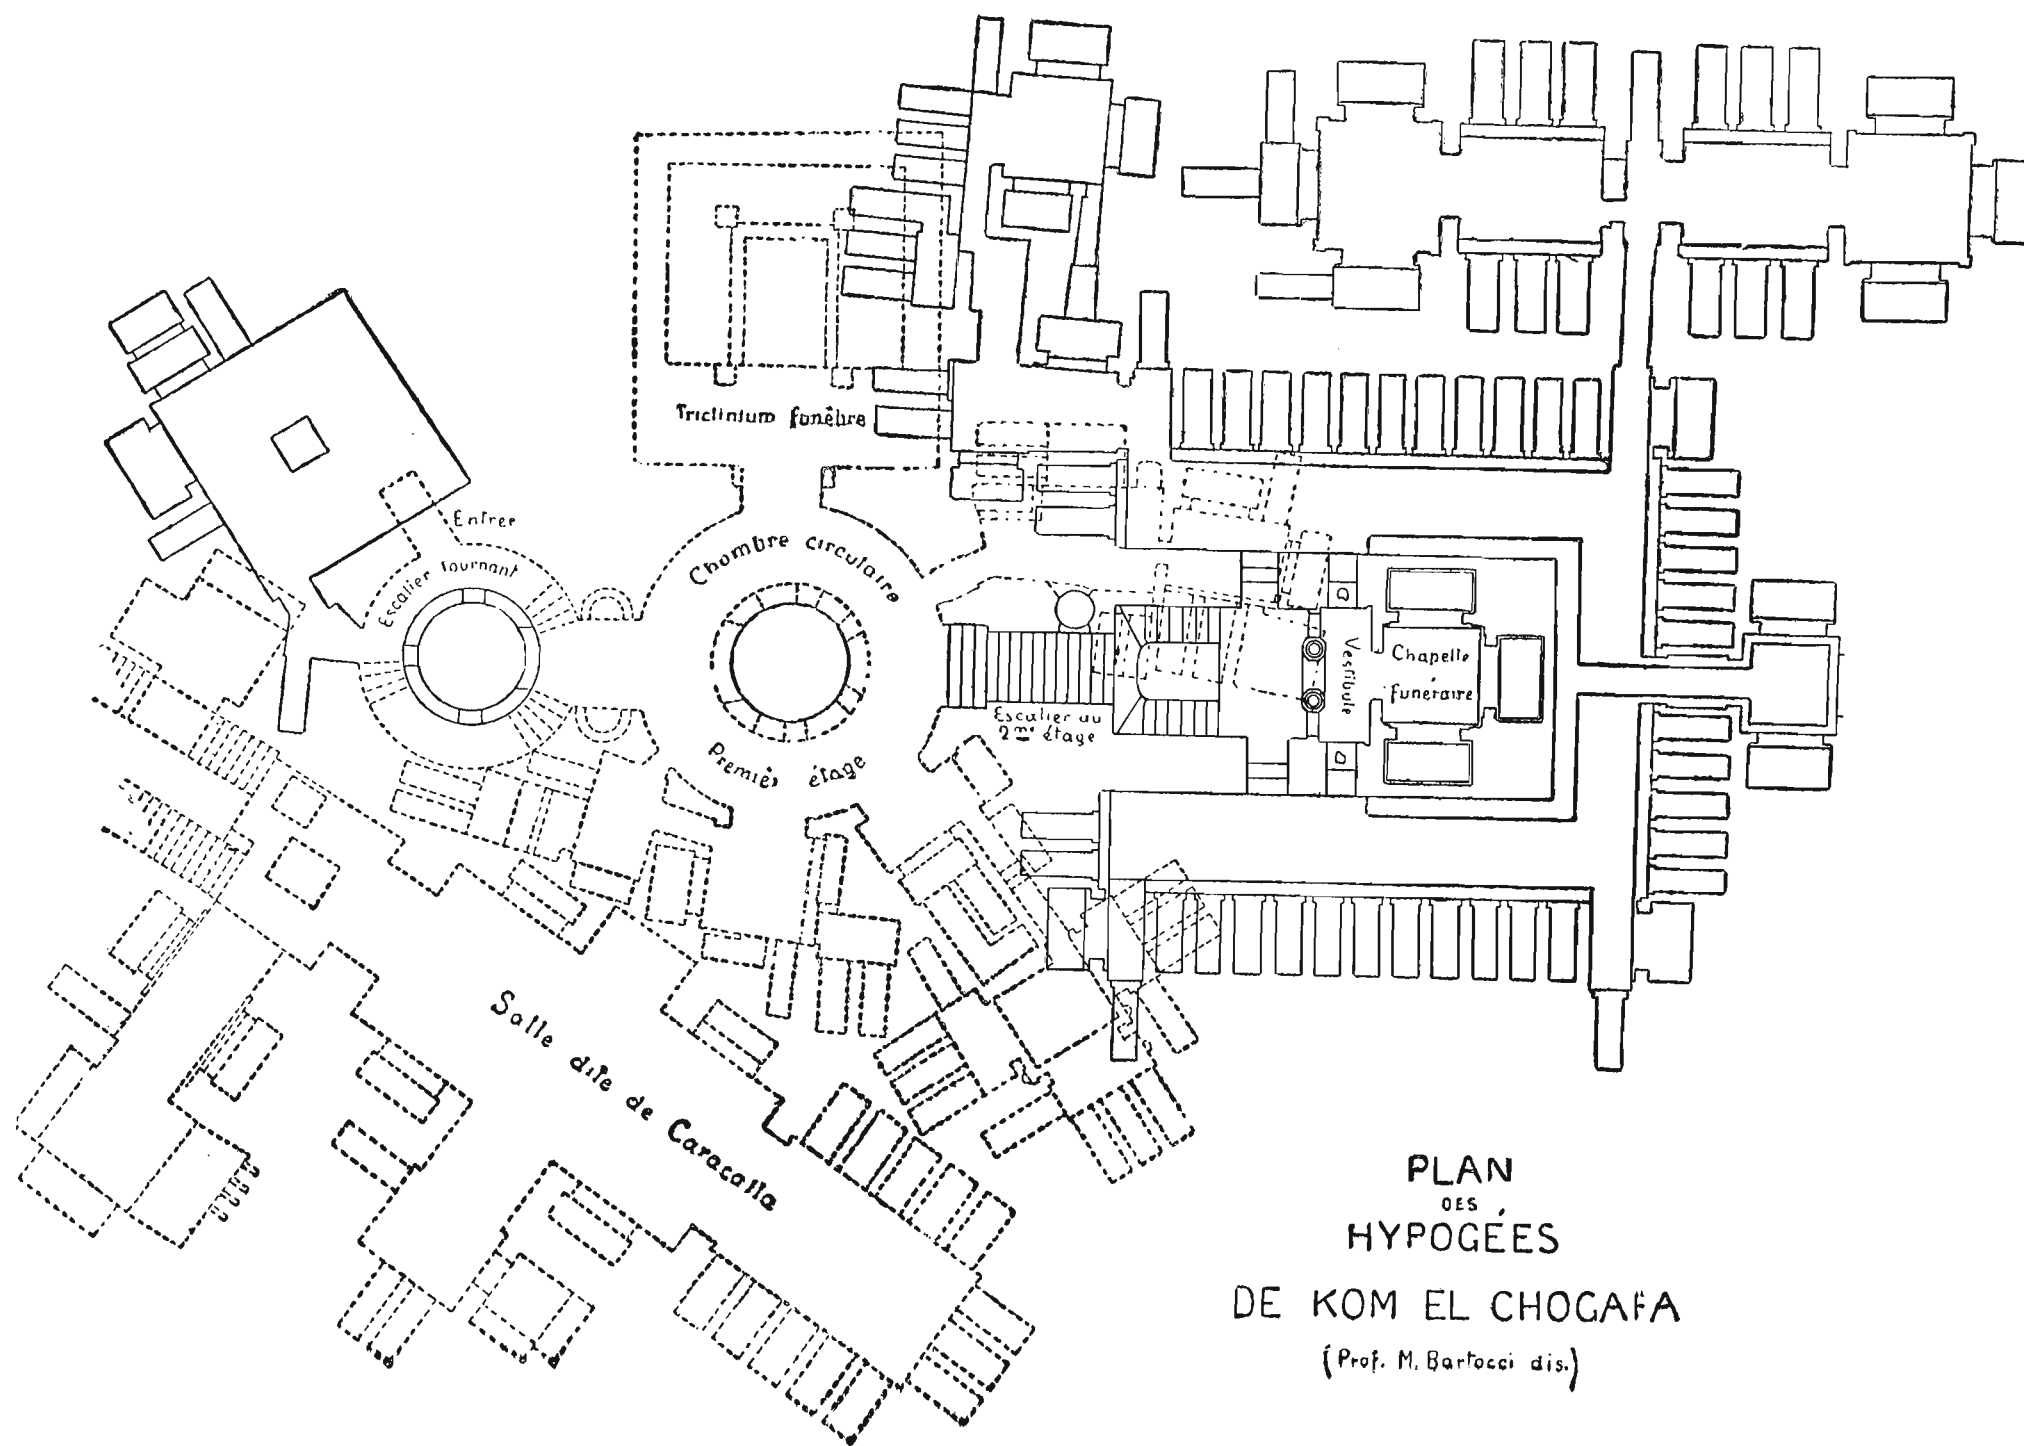 Triclinium funêbre
Entrée
Escalier tournant
Chambre circulaire
Premier étage
Escalier au
2me étage
Vestibule
Chapelle
funéraire
Salle dite de Caracalla
PLAN
DES
HYPOGÉES
DE KOM EL CHOGAFA
(Prof. M. Bartocci dis.)